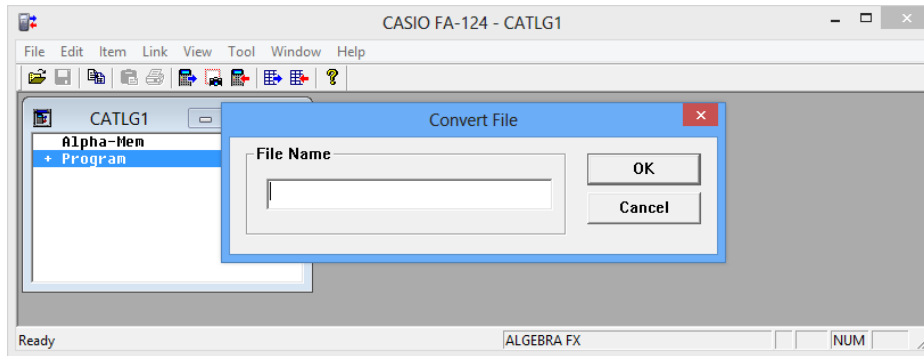 CASIO FA-124 - CATLG1
File Edit Item Link View Tool Window Help
CATLG1
Alpha-Mem
+ Program
Convert File
File Name
OK
Cancel
Ready ALGEBRA FX NUM